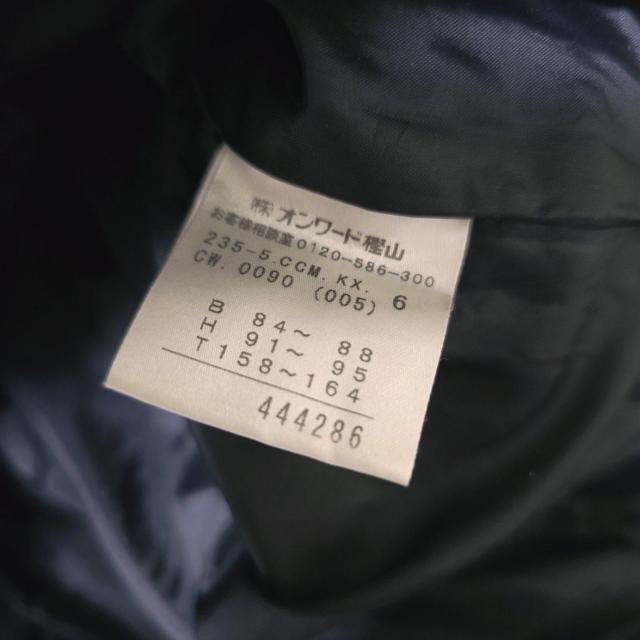 (株)オンワード樫山
お客様相談室0120-586-300
235-5.CCM.KX. 6
CW. 0090 (005)
B 84〜 88
H 91〜 95
T158〜164
444286